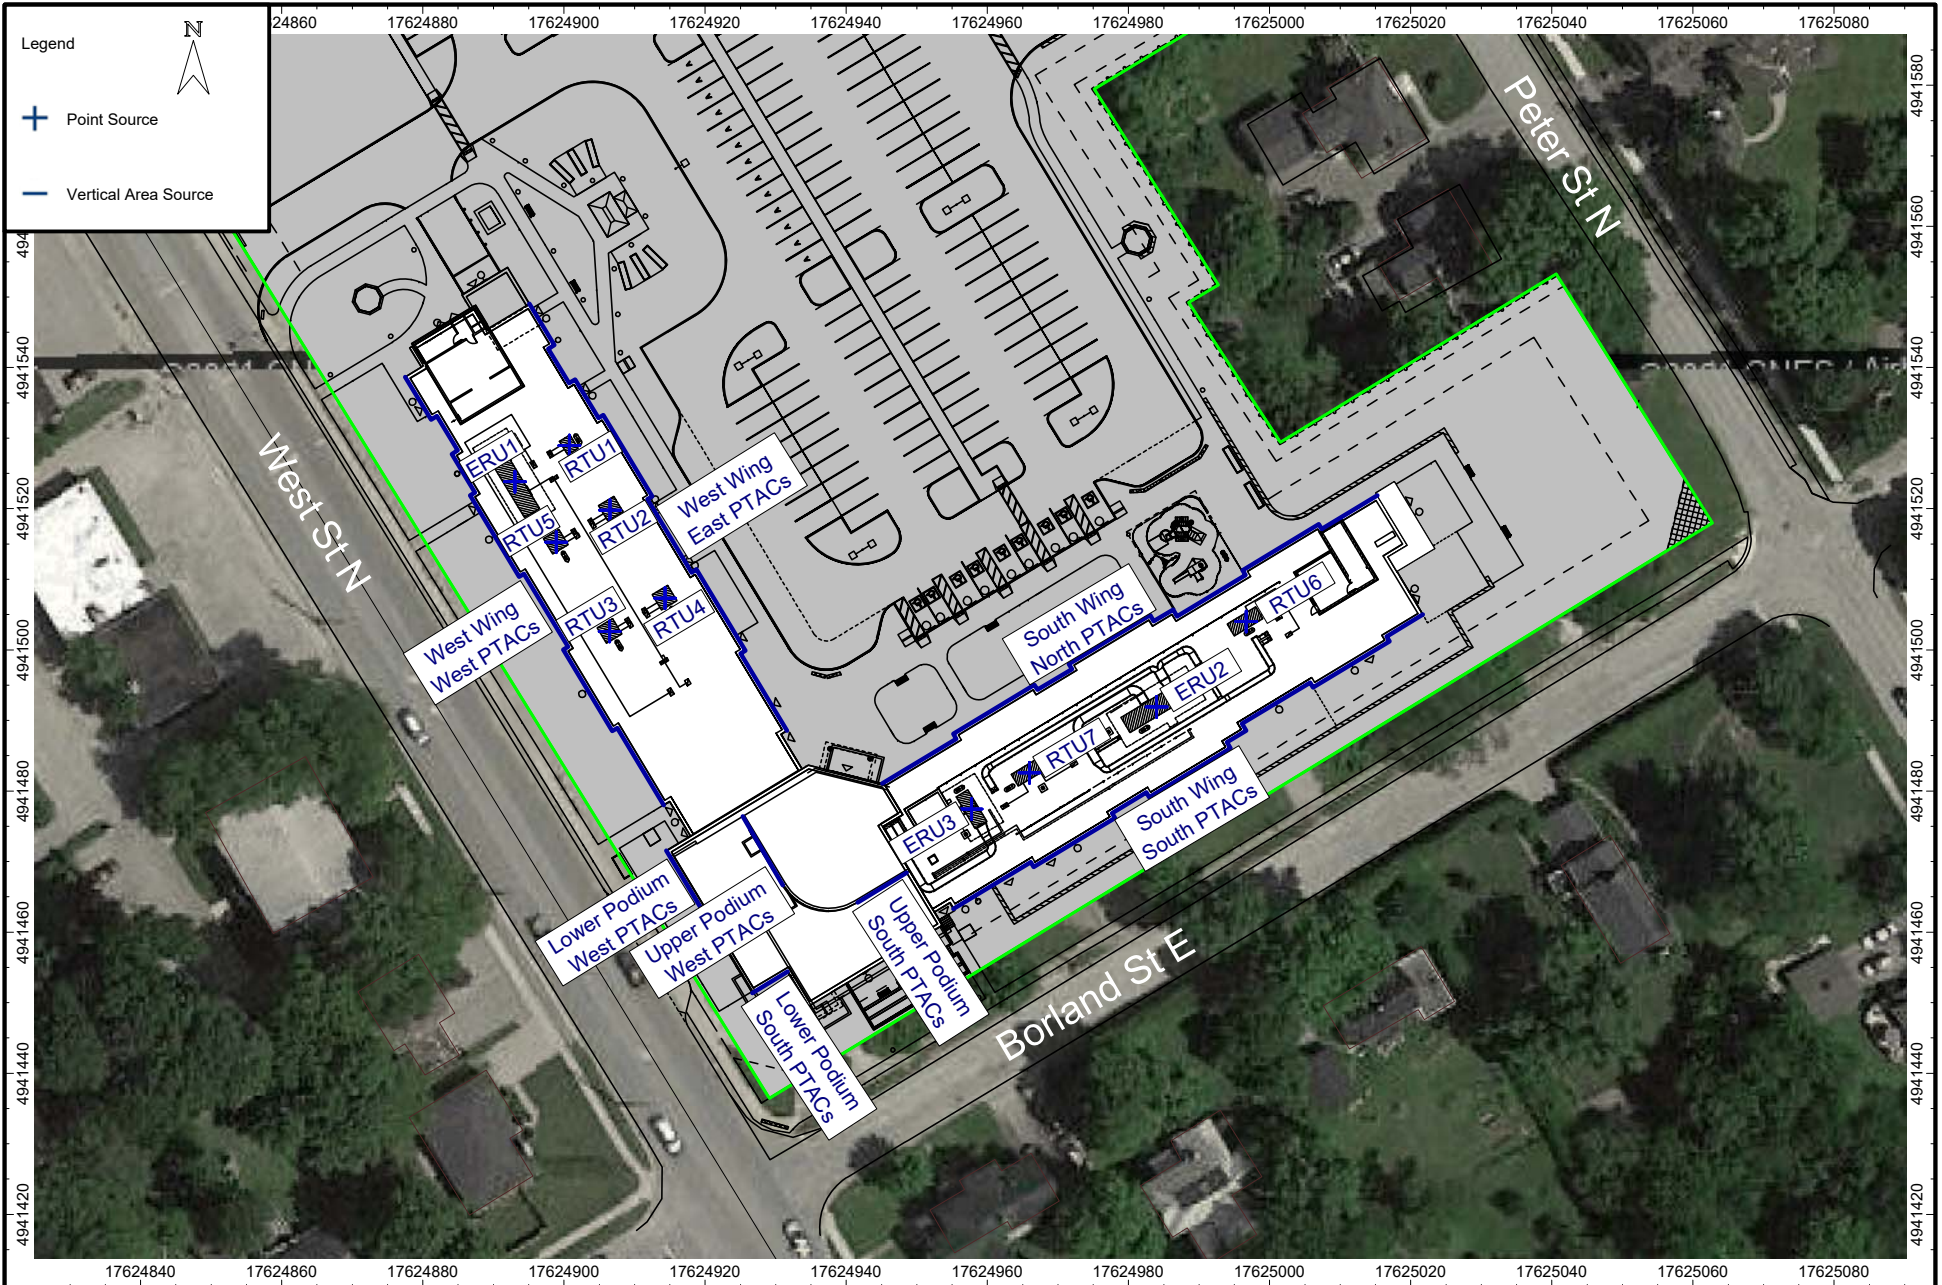 17624860
17624880
17624900
17624920
17624940
17624960
17624980
17625000
17625020
17625040
17625060
17625080
Legend
N
Point Source
Vertical Area Source
4941580
4941560
4941540
4941520
4941500
4941480
4941460
4941440
4941420
4941540
4941520
4941500
4941480
4941460
4941440
4941420
Peter St N
West St N
Borland St E
ERU1
RTU1
RTU5
RTU2
RTU3
RTU4
West Wing
East PTACs
West Wing
West PTACs
South Wing
North PTACs
RTU6
ERU2
RTU7
ERU3
South Wing
South PTACs
Lower Podium
West PTACs
Upper Podium
West PTACs
Upper Podium
South PTACs
Lower Podium
South PTACs
17624840
17624860
17624880
17624900
17624920
17624940
17624960
17624980
17625000
17625020
17625040
17625060
17625080